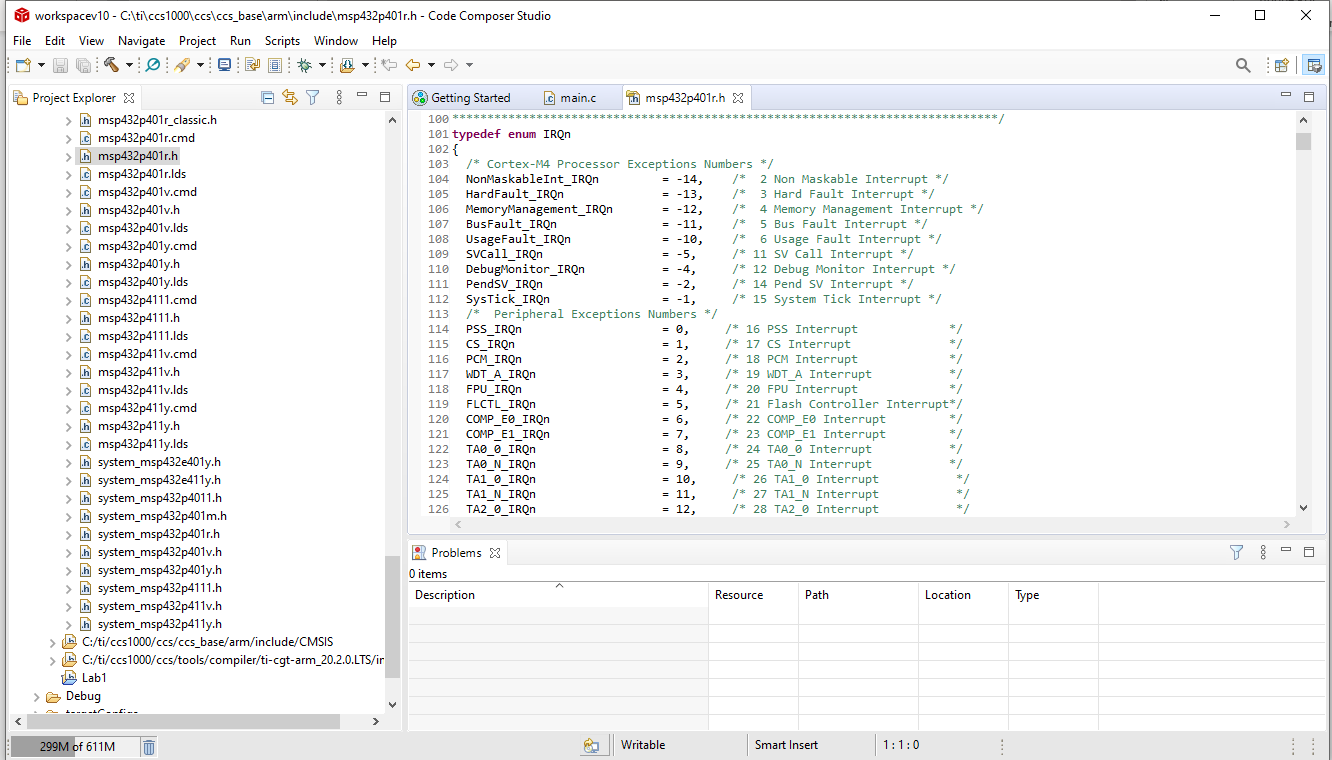 workspacev10 - C:\ti\ccs1000\ccs\ccs_base\arm\include\msp432p401r.h - Code Composer Studio
File Edit View Navigate Project Run Scripts Window Help
Project Explorer
msp432p401r_classic.h
msp432p401r.cmd
msp432p401r.h
msp432p401r.lds
msp432p401v.cmd
msp432p401v.h
msp432p401v.lds
msp432p401y.cmd
msp432p401y.h
msp432p401y.lds
msp432p4111.cmd
msp432p4111.h
msp432p4111.lds
msp432p411v.cmd
msp432p411v.h
msp432p411v.lds
msp432p411y.cmd
msp432p411y.h
msp432p411y.lds
system_msp432e401y.h
system_msp432e411y.h
system_msp432p4011.h
system_msp432p401m.h
system_msp432p401r.h
system_msp432p401v.h
system_msp432p401y.h
system_msp432p4111.h
system_msp432p411v.h
system_msp432p411y.h
C:/ti/ccs1000/ccs/ccs_base/arm/include/CMSIS
C:/ti/ccs1000/ccs/tools/compiler/ti-cgt-arm_20.2.0.LTS/in
Lab1
Debug
299M of 611M
Getting Started main.c msp432p401r.h
100 ******************************************************************************/
101 typedef enum IRQn
102 {
103 /* Cortex-M4 Processor Exceptions Numbers */
104 NonMaskableInt_IRQn = -14, /* 2 Non Maskable Interrupt */
105 HardFault_IRQn = -13, /* 3 Hard Fault Interrupt */
106 MemoryManagement_IRQn = -12, /* 4 Memory Management Interrupt */
107 BusFault_IRQn = -11, /* 5 Bus Fault Interrupt */
108 UsageFault_IRQn = -10, /* 6 Usage Fault Interrupt */
109 SVCall_IRQn = -5, /* 11 SV Call Interrupt */
110 DebugMonitor_IRQn = -4, /* 12 Debug Monitor Interrupt */
111 PendSV_IRQn = -2, /* 14 Pend SV Interrupt */
112 SysTick_IRQn = -1, /* 15 System Tick Interrupt */
113 /* Peripheral Exceptions Numbers */
114 PSS_IRQn = 0, /* 16 PSS Interrupt */
115 CS_IRQn = 1, /* 17 CS Interrupt */
116 PCM_IRQn = 2, /* 18 PCM Interrupt */
117 WDT_A_IRQn = 3, /* 19 WDT_A Interrupt */
118 FPU_IRQn = 4, /* 20 FPU Interrupt */
119 FLCTL_IRQn = 5, /* 21 Flash Controller Interrupt*/
120 COMP_E0_IRQn = 6, /* 22 COMP_E0 Interrupt */
121 COMP_E1_IRQn = 7, /* 23 COMP_E1 Interrupt */
122 TA0_0_IRQn = 8, /* 24 TA0_0 Interrupt */
123 TA0_N_IRQn = 9, /* 25 TA0_N Interrupt */
124 TA1_0_IRQn = 10, /* 26 TA1_0 Interrupt */
125 TA1_N_IRQn = 11, /* 27 TA1_N Interrupt */
126 TA2_0_IRQn = 12, /* 28 TA2_0 Interrupt */
Problems
0 items
Description Resource Path Location Type
Writable Smart Insert 1 : 1 : 0